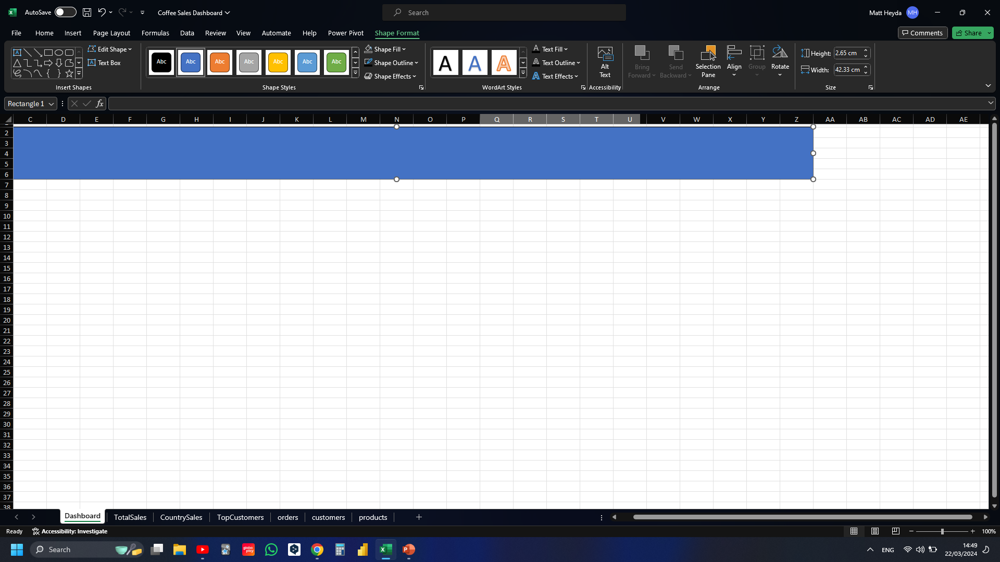 AutoSave Coffee Sales Dashboard Search Matt Heyda MH
File Home Insert Page Layout Formulas Data Review View Automate Help Power Pivot Shape Format Comments Share
Edit Shape
Text Box
Insert Shapes
Abc Abc Abc Abc Abc Abc Abc
Shape Fill
Shape Outline
Shape Effects
Shape Styles
A A A
Text Fill
Text Outline
Text Effects
WordArt Styles
Alt
Text
Accessibility
Bring
Forward
Send
Backward
Selection
Pane
Align
Group
Rotate
Arrange
Height: 2.65 cm
Width: 42.33 cm
Size
Rectangle 1 fx
C D E F G H I J K L M N O P Q R S T U V W X Y Z AA AB AC AD AE
2
3
4
5
6
7
8
9
10
11
12
13
14
15
16
17
18
19
20
21
22
23
24
25
26
27
28
29
30
31
32
33
34
35
36
37
38
Dashboard TotalSales CountrySales TopCustomers orders customers products
Ready Accessibility: Investigate 100%
Search globo play ENG 14:49
22/03/2024